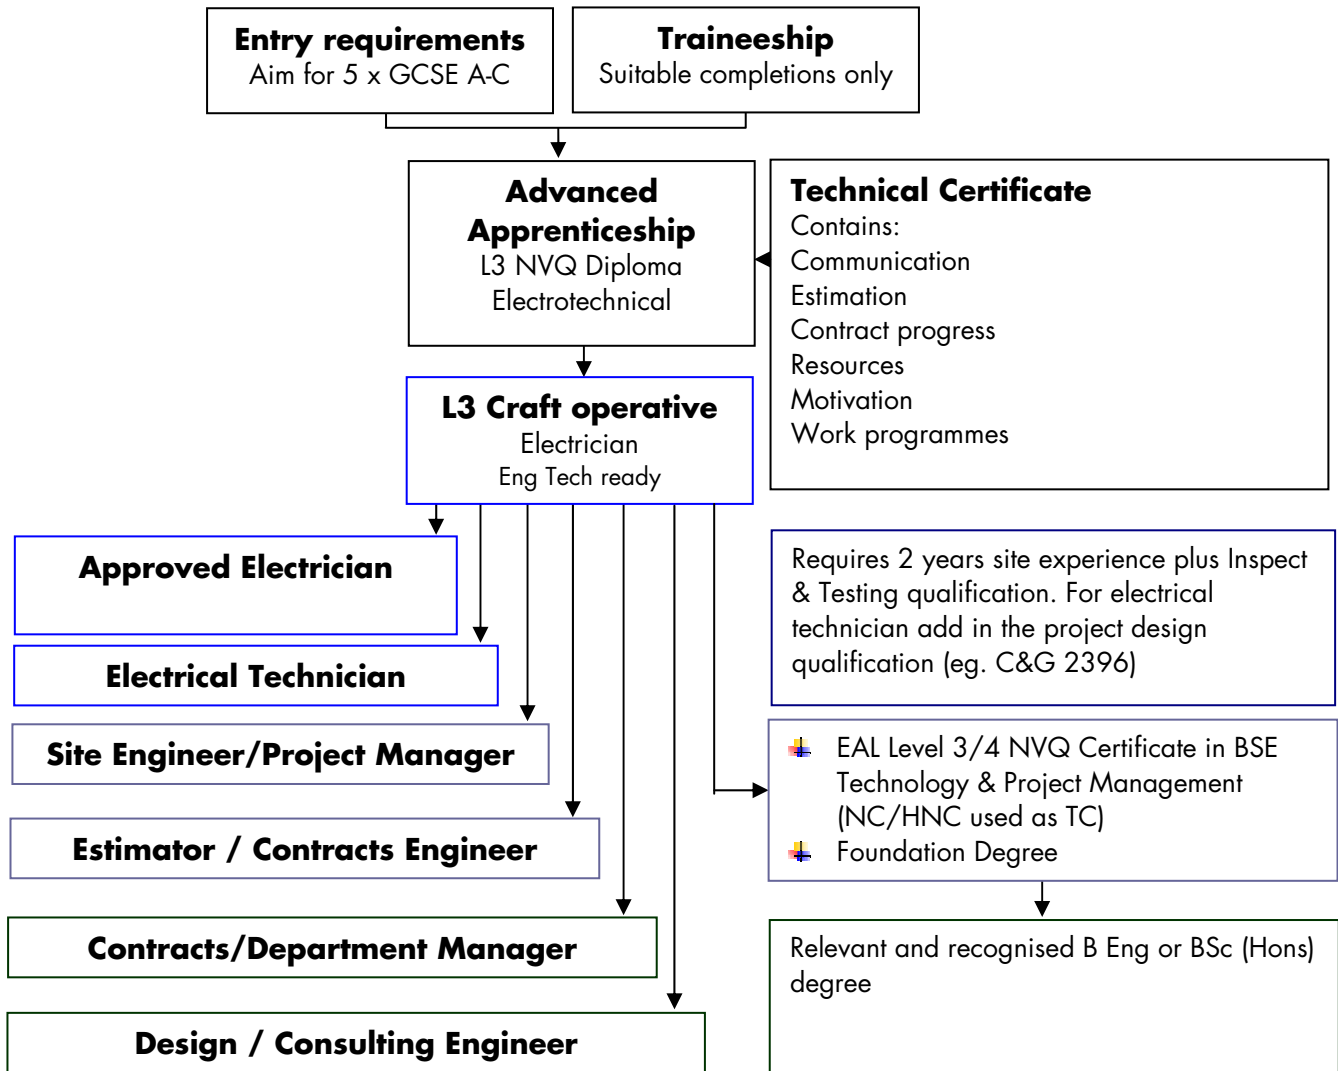 Entry requirements
Aim for 5 x GCSE A-C
Traineeship
Suitable completions only
Advanced
Apprenticeship
L3 NVQ Diploma
Electrotechnical
Technical Certificate
Contains:
Communication
Estimation
Contract progress
Resources
Motivation
Work programmes
L3 Craft operative
Electrician
Eng Tech ready
Approved Electrician
Requires 2 years site experience plus Inspect
& Testing qualification. For electrical
technician add in the project design
qualification (eg. C&G 2396)
Electrical Technician
Site Engineer/Project Manager
EAL Level 3/4 NVQ Certificate in BSE
Technology & Project Management
(NC/HNC used as TC)
Foundation Degree
Estimator / Contracts Engineer
Contracts/Department Manager
Relevant and recognised B Eng or BSc (Hons)
degree
Design / Consulting Engineer